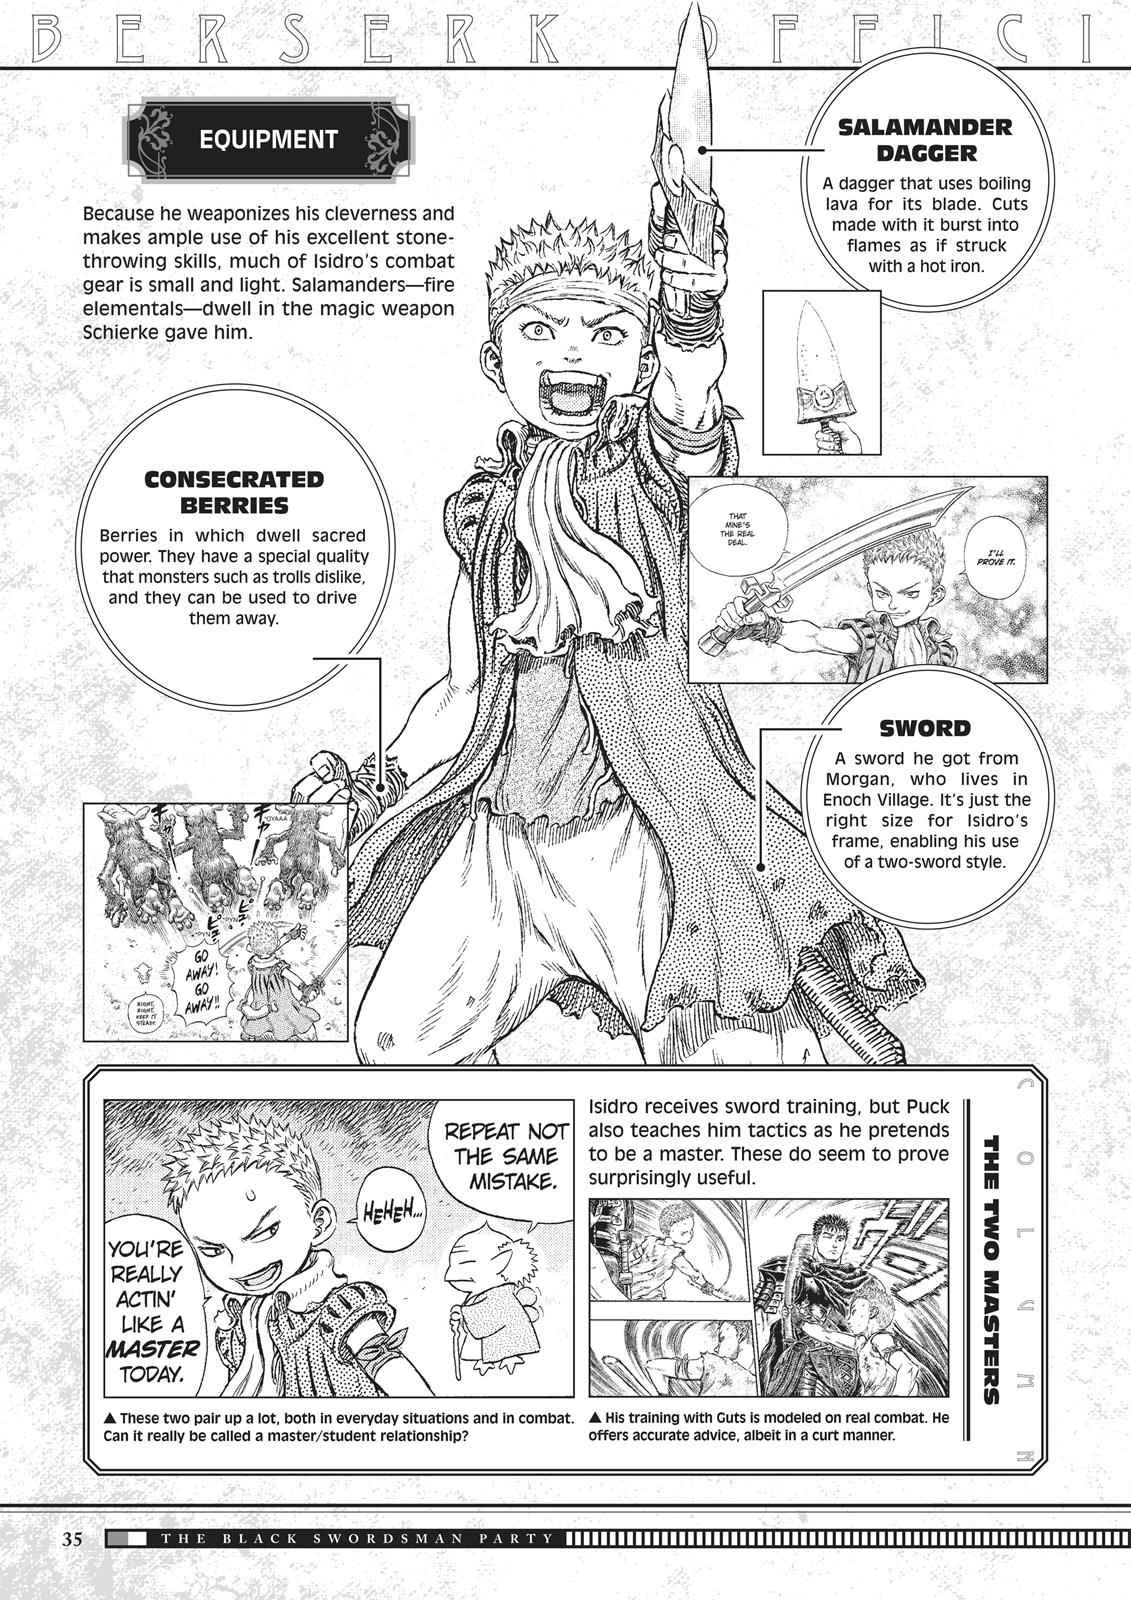 BERSERK OFFICI
EQUIPMENT
Because he weaponizes his cleverness and
makes ample use of his excellent stone-
throwing skills, much of Isidro's combat
gear is small and light. Salamanders—fire
elementals—dwell in the magic weapon
Schierke gave him.
SALAMANDER
DAGGER
A dagger that uses boiling
lava for its blade. Cuts
made with it burst into
flames as if struck
with a hot iron.
CONSECRATED
BERRIES
Berries in which dwell sacred
power. They have a special quality
that monsters such as trolls dislike,
and they can be used to drive
them away.
THAT
MINE'S
THE REAL
DEAL.
I'LL
PROVE IT.
SWORD
A sword he got from
Morgan, who lives in
Enoch Village. It's just the
right size for Isidro's
frame, enabling his use
of a two-sword style.
GO
AWAY!
GO
AWAY!!
RIGHT,
RIGHT,
KEEP IT
STEADY.
REPEAT NOT
THE SAME
MISTAKE.
HEHEH...
YOU'RE
REALLY
ACTIN'
LIKE A
MASTER
TODAY.
▲ These two pair up a lot, both in everyday situations and in combat.
Can it really be called a master/student relationship?
Isidro receives sword training, but Puck
also teaches him tactics as he pretends
to be a master. These do seem to prove
surprisingly useful.
▲ His training with Guts is modeled on real combat. He
offers accurate advice, albeit in a curt manner.
COLUMN
THE TWO MASTERS
35
THE BLACK SWORDSMAN PARTY